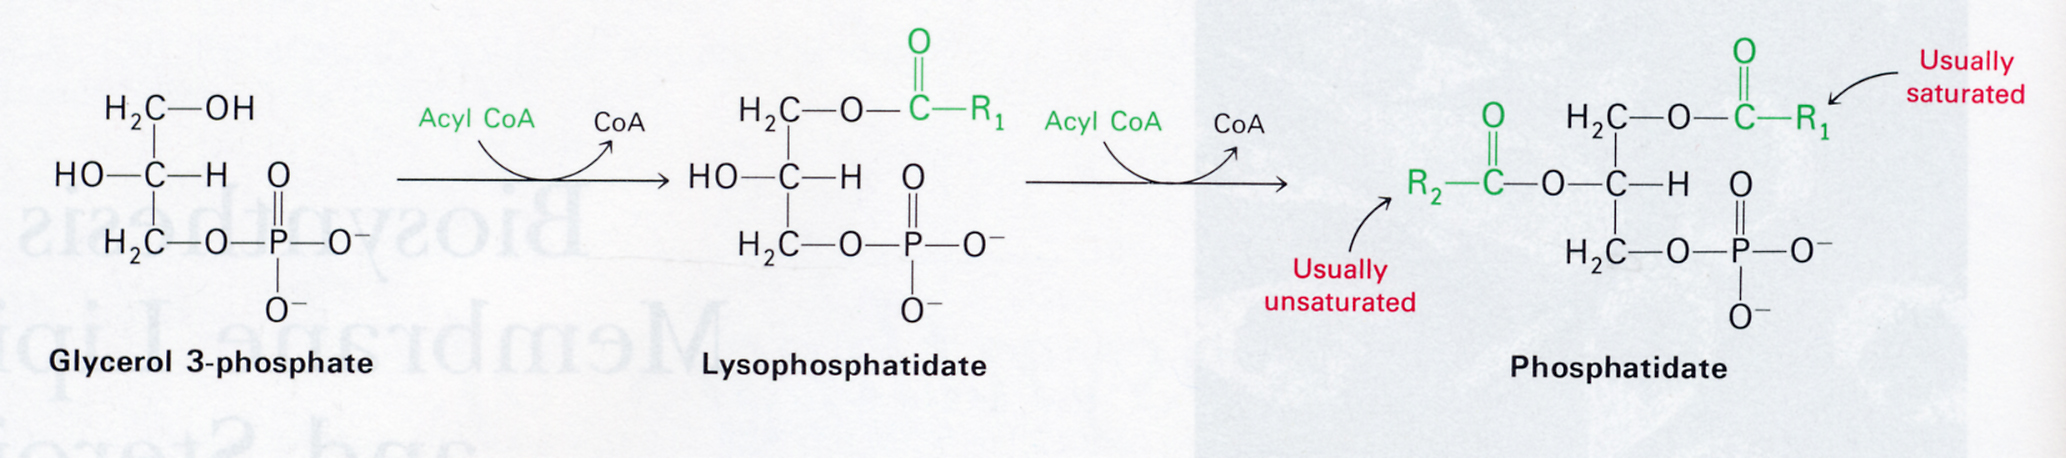 H₂C—OH
HO—C—H O
H₂C—O—P—O⁻
O⁻
Glycerol 3-phosphate
Acyl CoA CoA
O
H₂C—O—C—R₁
HO—C—H O
H₂C—O—P—O⁻
O⁻
Lysophosphatidate
Acyl CoA CoA
O
H₂C—O—C—R₁
Usually
saturated
O
R₂—C—O—C—H O
Usually
unsaturated
H₂C—O—P—O⁻
O⁻
Phosphatidate
Biosynthesis
Membrane Lipi
and Steroi